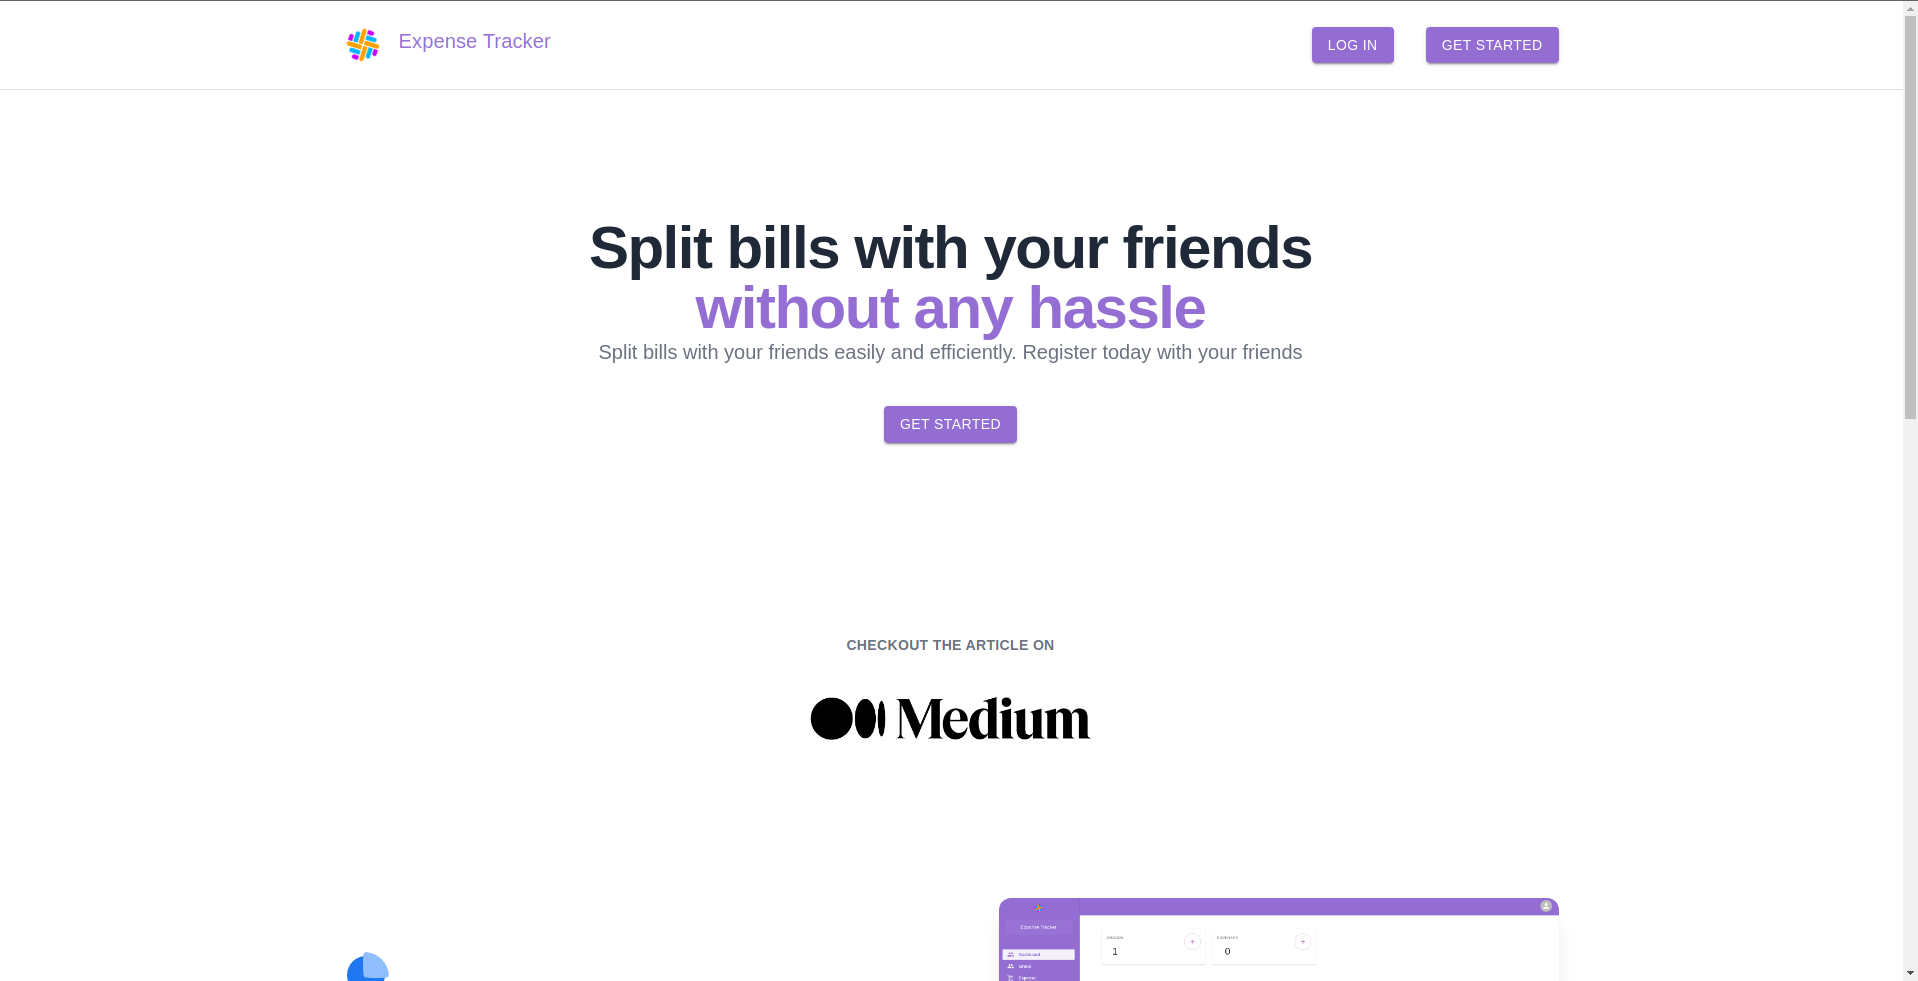 Expense Tracker
LOG IN
GET STARTED
Split bills with your friends
without any hassle
Split bills with your friends easily and efficiently. Register today with your friends
GET STARTED
CHECKOUT THE ARTICLE ON
Medium
Expense Tracker
GROUPS
1
+
EXPENSES
0
+
Dashboard
Group
Expense